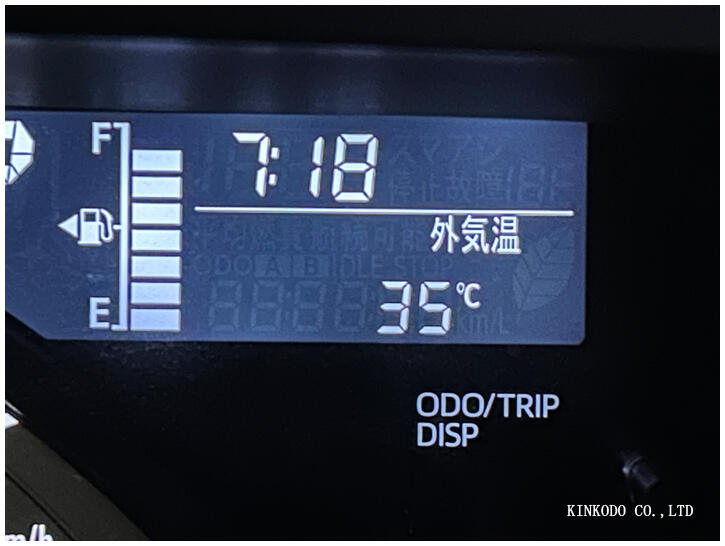 F
7:18
外気温
E
35℃
ODO/TRIP
DISP
m/h
KINKODO CO.,LTD